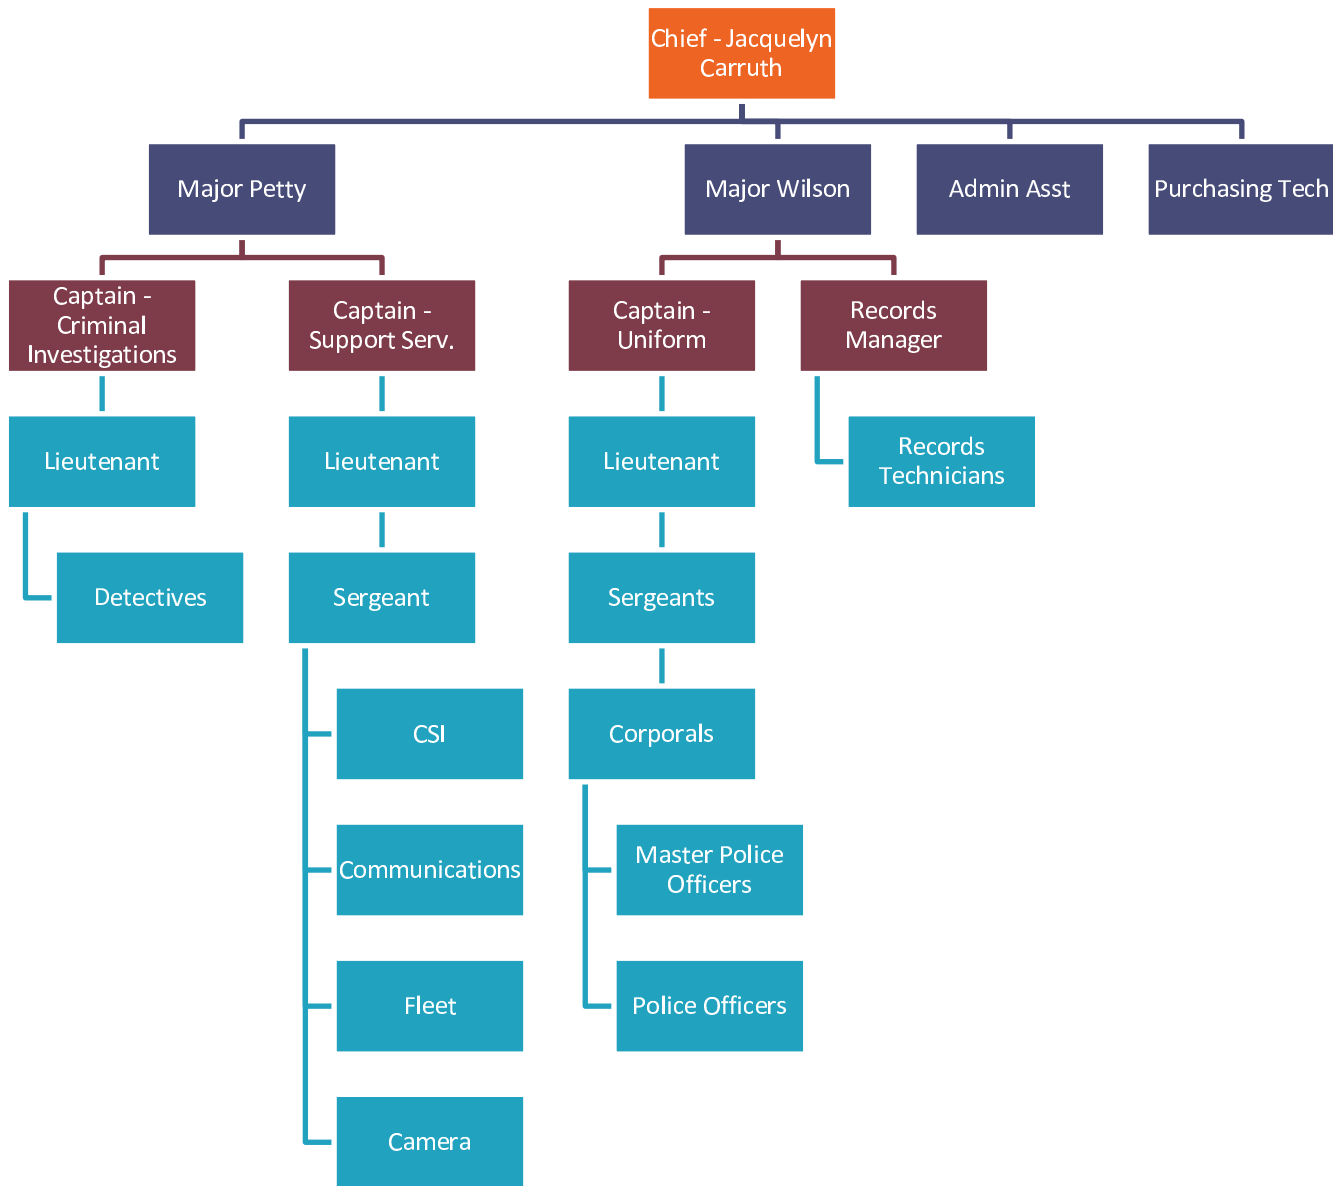 Chief - Jacquelyn
Carruth
Major Petty
Major Wilson
Admin Asst
Purchasing Tech
Captain -
Criminal
Investigations
Captain -
Support Serv.
Captain -
Uniform
Records
Manager
Lieutenant
Lieutenant
Lieutenant
Records
Technicians
Detectives
Sergeant
Sergeants
CSI
Corporals
Communications
Master Police
Officers
Fleet
Police Officers
Camera